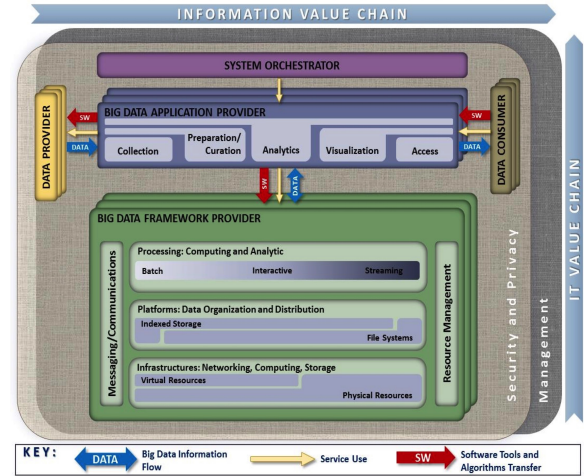 INFORMATION VALUE CHAIN
SYSTEM ORCHESTRATOR
BIG DATA APPLICATION PROVIDER
Collection
Preparation/
Curation
Analytics
Visualization
Access
DATA PROVIDER
SW
DATA
SW
DATA
DATA CONSUMER
SW
DATA
BIG DATA FRAMEWORK PROVIDER
Messaging/Communications
Processing: Computing and Analytic
Batch
Interactive
Streaming
Platforms: Data Organization and Distribution
Indexed Storage
File Systems
Infrastructures: Networking, Computing, Storage
Virtual Resources
Physical Resources
Resource Management
Security and Privacy
Management
IT VALUE CHAIN
KEY:
DATA
Big Data Information
Flow
Service Use
SW
Software Tools and
Algorithms Transfer